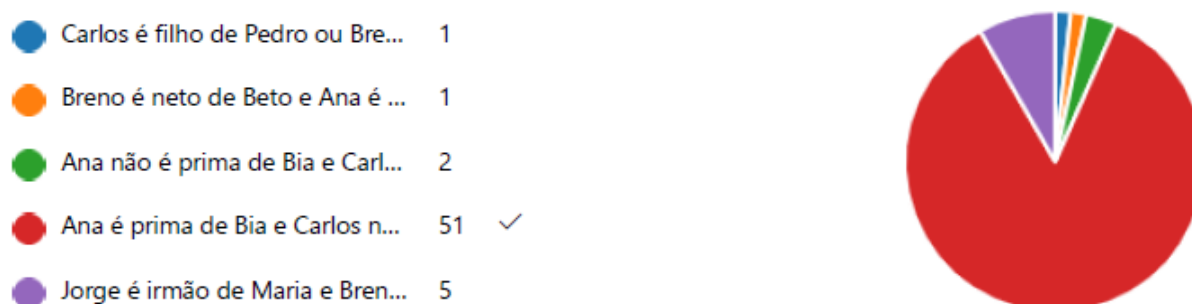 Carlos é filho de Pedro ou Bre... 1
Breno é neto de Beto e Ana é ... 1
Ana não é prima de Bia e Carl... 2
Ana é prima de Bia e Carlos n... 51
Jorge é irmão de Maria e Bren... 5